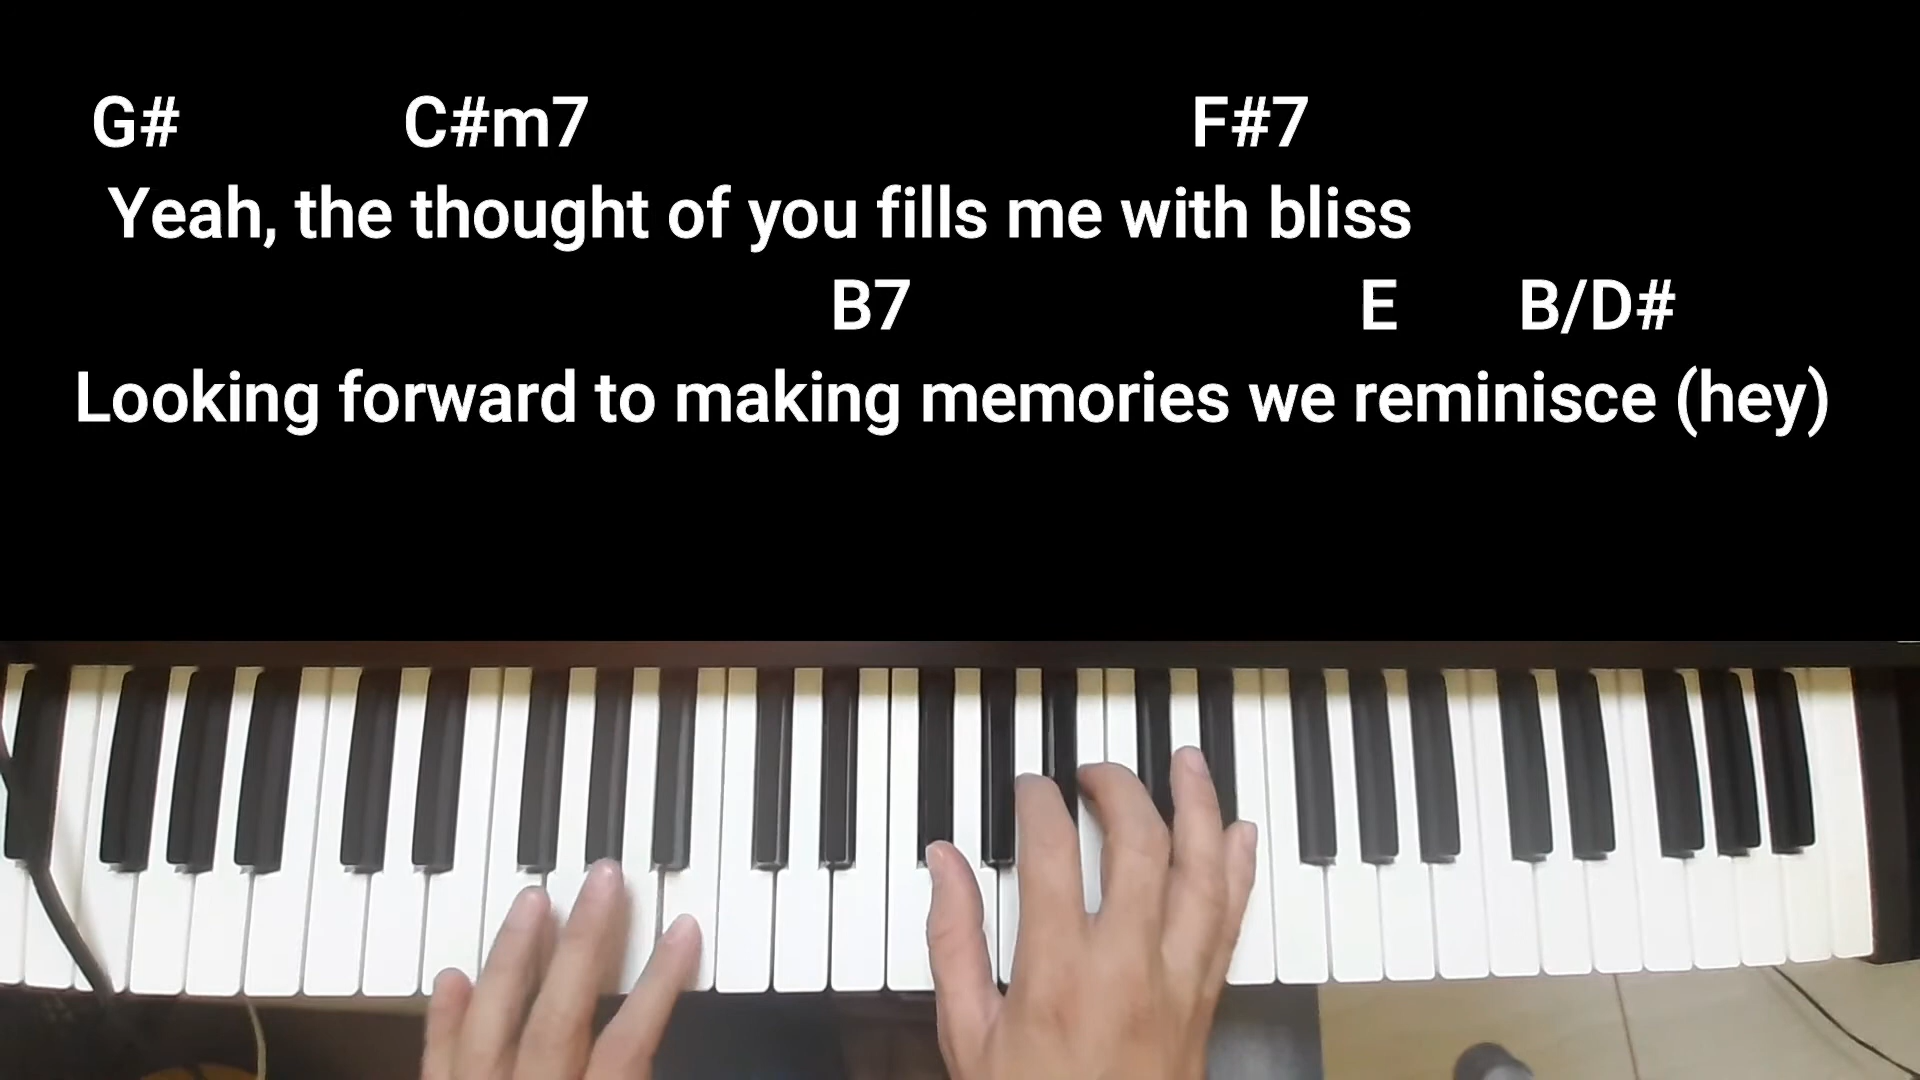 G# C#m7 F#7
Yeah, the thought of you fills me with bliss
B7 E B/D#
Looking forward to making memories we reminisce (hey)